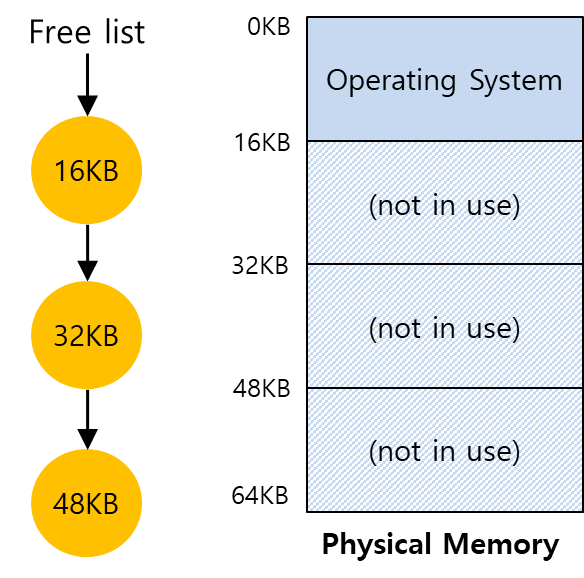 Free list
16KB
32KB
48KB
0KB
Operating System
16KB
(not in use)
32KB
(not in use)
48KB
(not in use)
64KB
Physical Memory